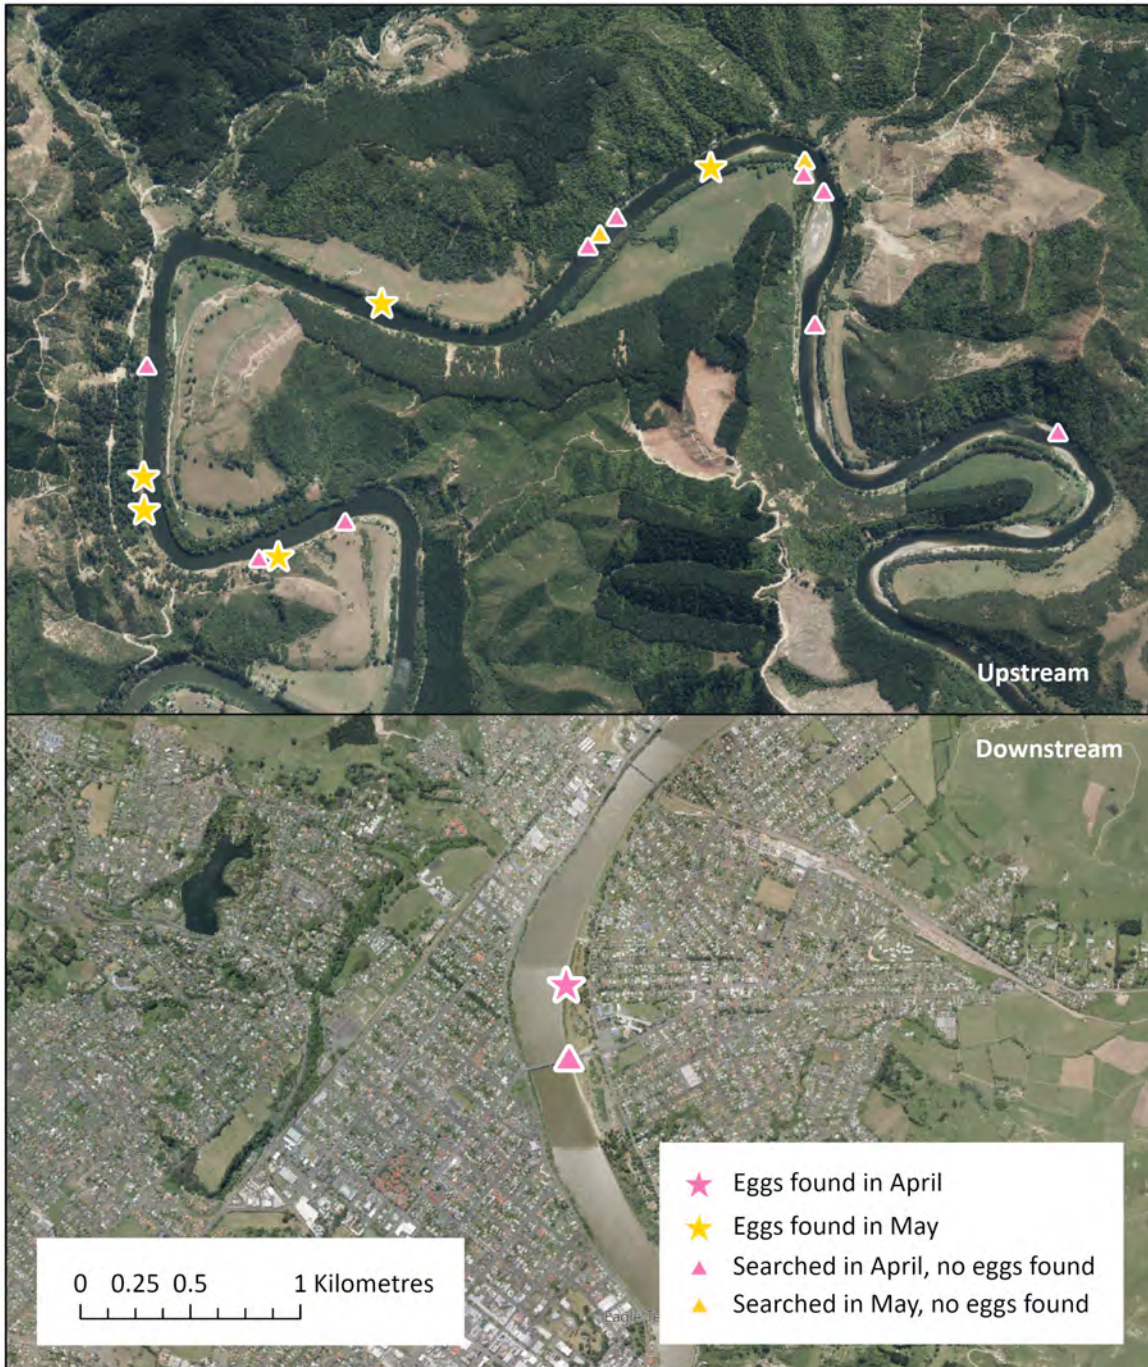 Upstream
Downstream
Eggs found in April
Eggs found in May
Searched in April, no eggs found
Searched in May, no eggs found
0 0.25 0.5 1 Kilometres